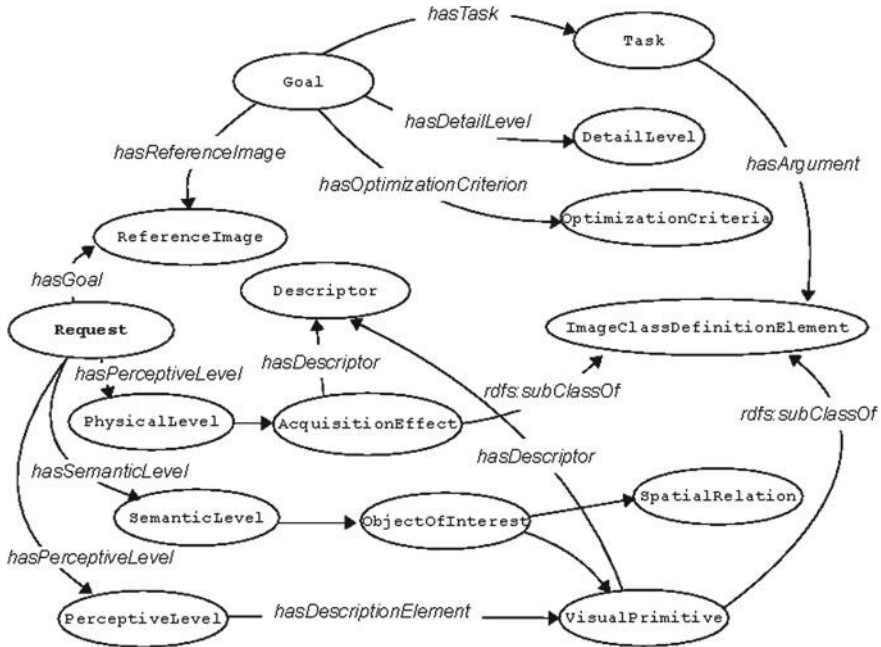 hasTask
Task
Goal
hasDetailLevel
DetailLevel
hasReferenceImage
hasArgument
hasOptimizationCriterion
OptimizationCriteria
ReferenceImage
hasGoal
Descriptor
Request
ImageClassDefinitionElement
hasPerceptiveLevel
hasDescriptor
rdfs:subClassOf
rdfs:subClassOf
PhysicalLevel
AcquisitionEffect
hasDescriptor
hasSemanticLevel
SpatialRelation
SemanticLevel
ObjectOfInterest
hasPerceptiveLevel
hasDescriptionElement
PerceptiveLevel
VisualPrimitive